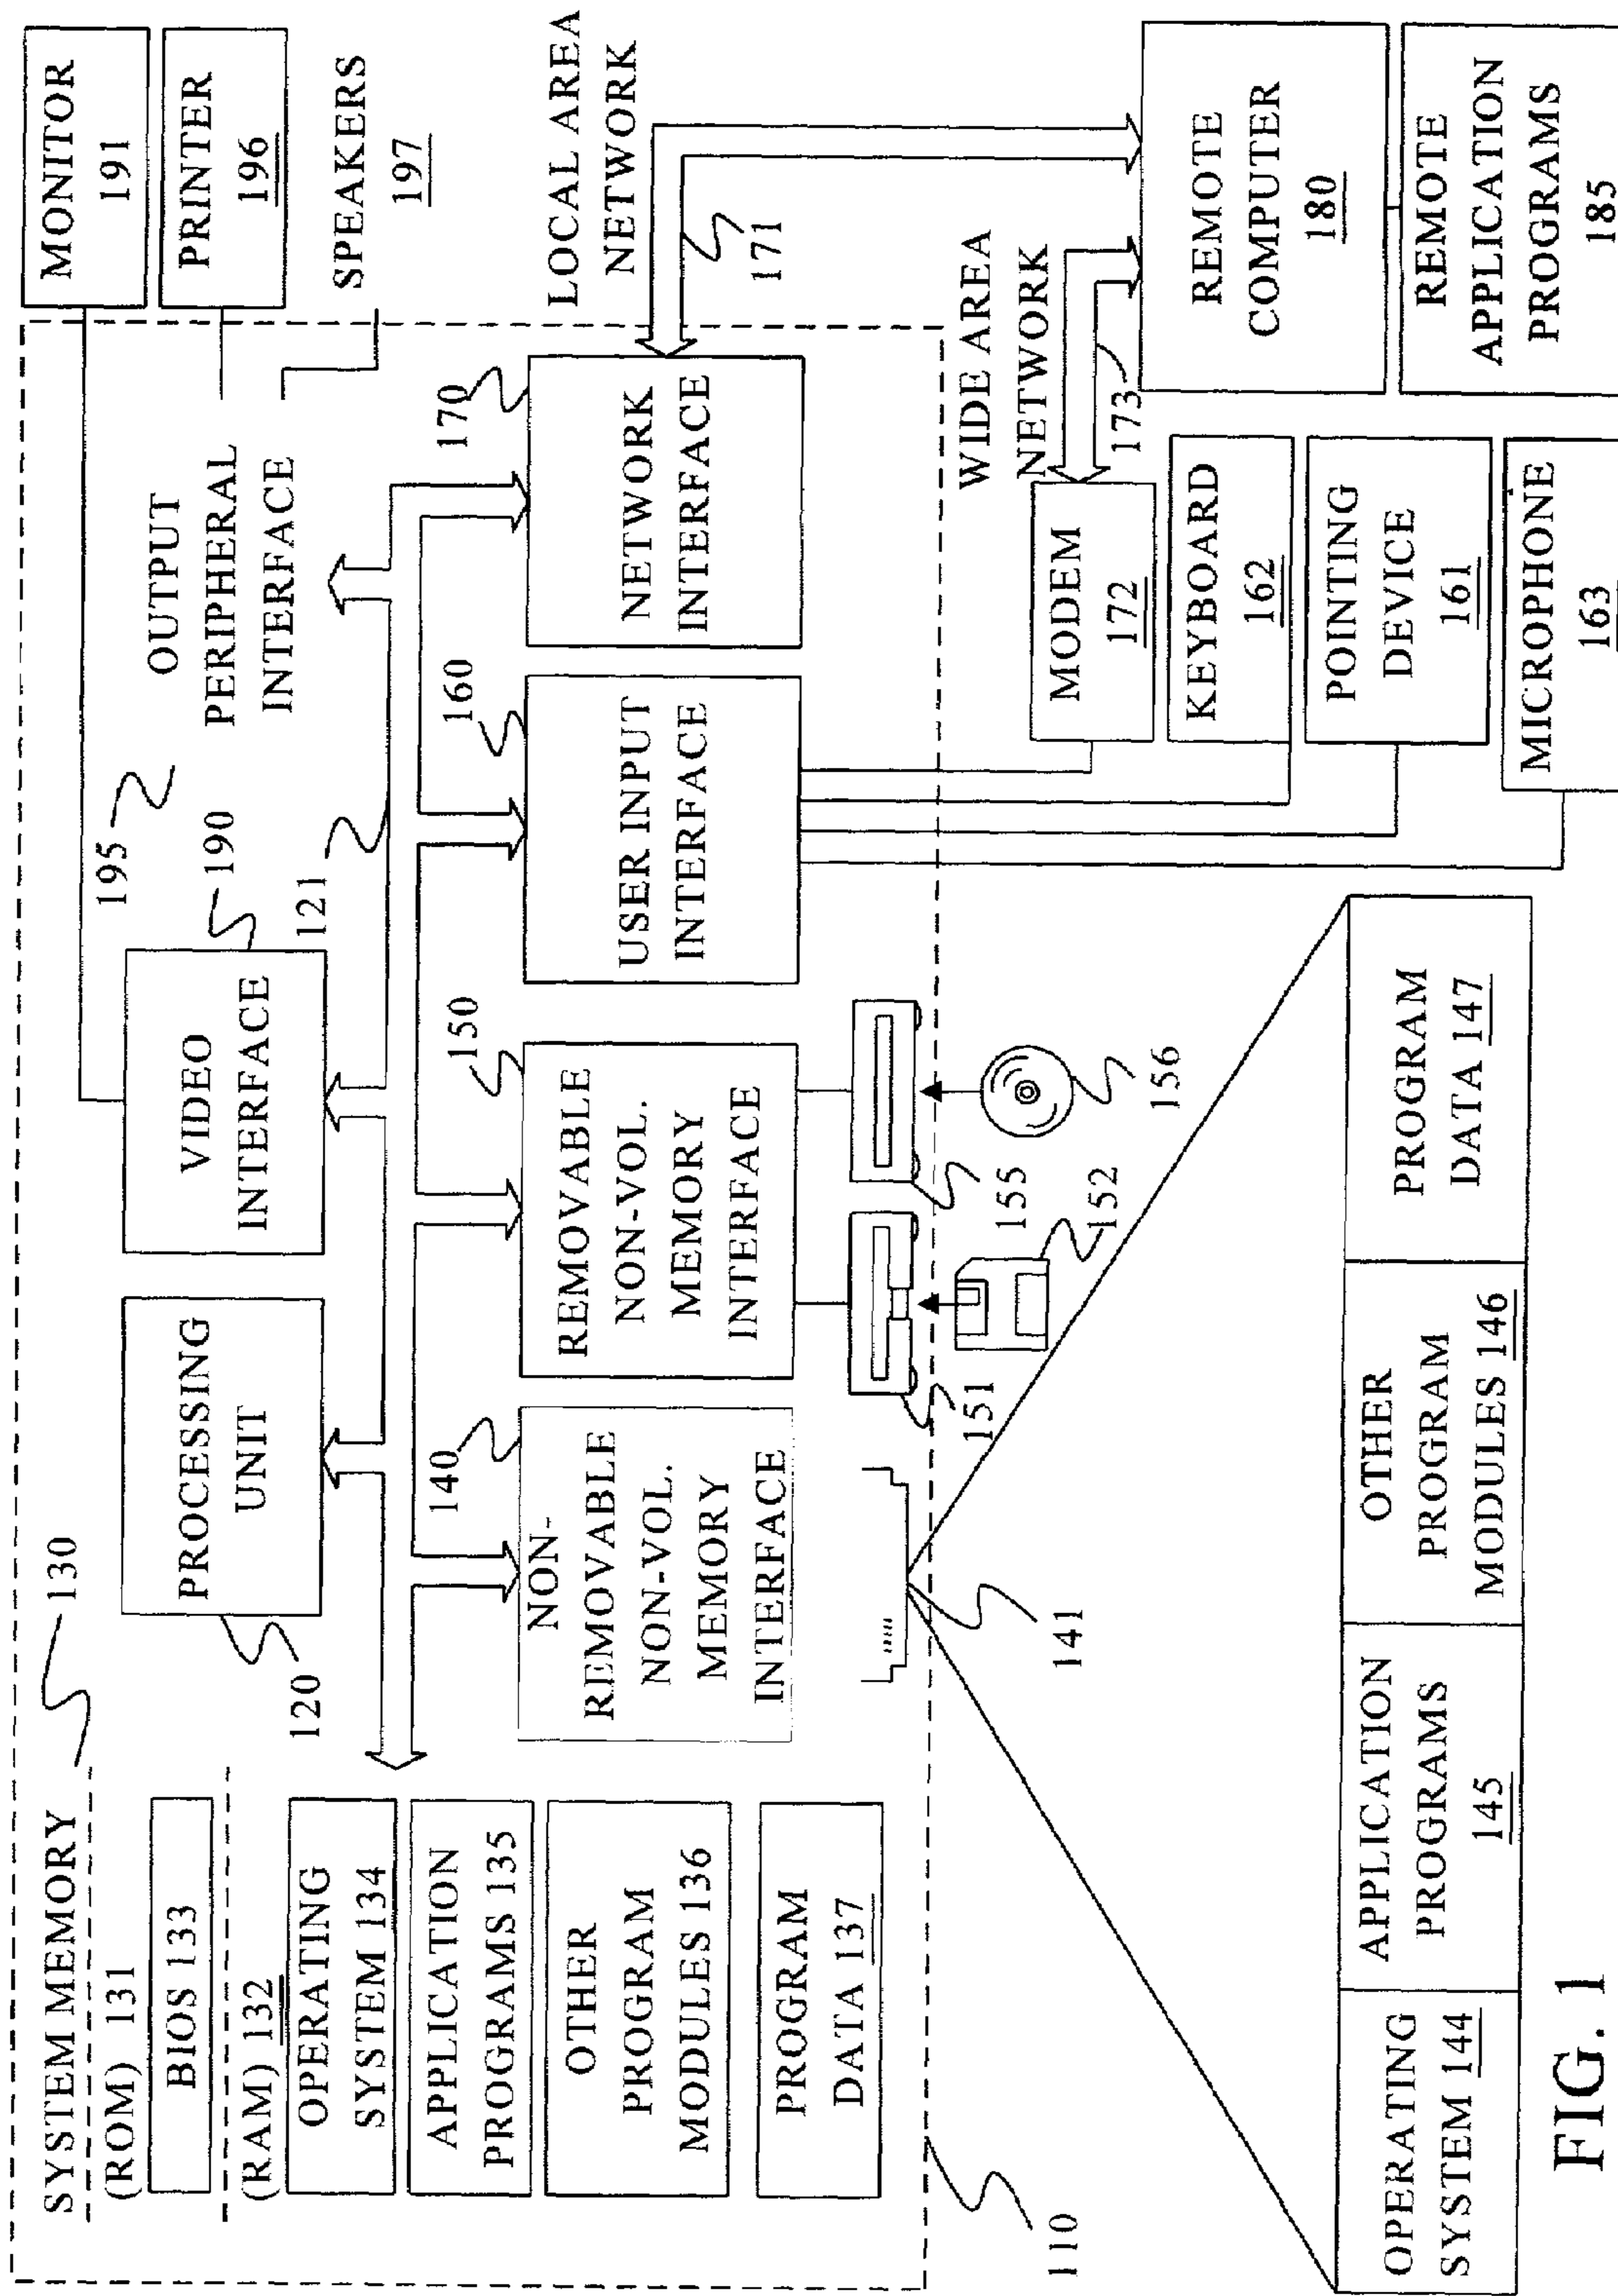 SYSTEM MEMORY
130
(ROM) 131
BIOS 133
(RAM) 132
OPERATING
SYSTEM 134
APPLICATION
PROGRAMS 135
OTHER
PROGRAM
MODULES 136
PROGRAM
DATA 137
110
PROCESSING
UNIT
120
VIDEO
INTERFACE
190
195
121
OUTPUT
PERIPHERAL
INTERFACE
MONITOR
191
PRINTER
196
SPEAKERS
197
140
NON-
REMOVABLE
NON-VOL.
MEMORY
INTERFACE
150
REMOVABLE
NON-VOL.
MEMORY
INTERFACE
160
USER INPUT
INTERFACE
170
NETWORK
INTERFACE
LOCAL AREA
NETWORK
171
141
151
155
152
156
WIDE AREA
NETWORK
173
MODEM
172
KEYBOARD
162
POINTING
DEVICE
161
MICROPHONE
163
REMOTE
COMPUTER
180
REMOTE
APPLICATION
PROGRAMS
185
OPERATING
SYSTEM 144
APPLICATION
PROGRAMS
145
OTHER
PROGRAM
MODULES 146
PROGRAM
DATA 147
FIG. 1